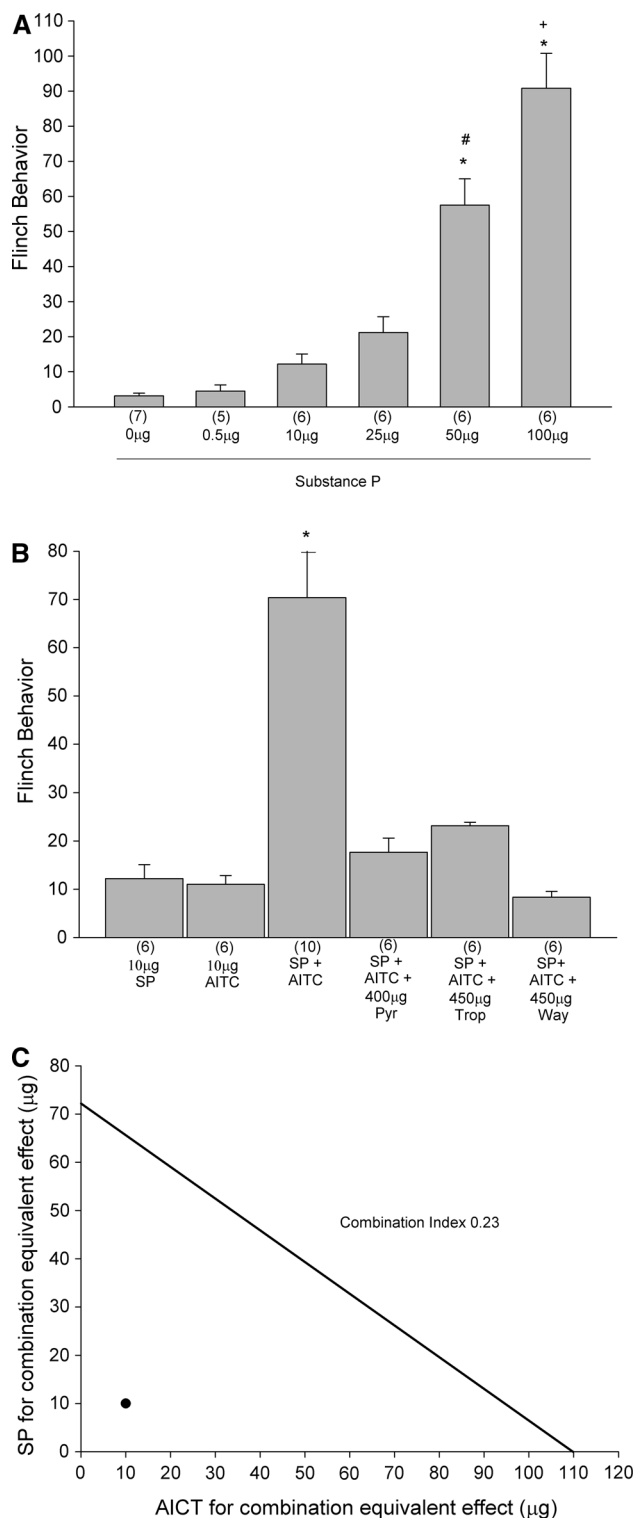 A
110
100
90
80
70
60
50
40
30
20
10
0
Flinch Behavior
#
*
+
*
(7) (5) (6) (6) (6) (6)
0µg 0.5µg 10µg 25µg 50µg 100µg
Substance P
B
80
70
60
50
40
30
20
10
0
Flinch Behavior
*
(6) (6) (10) (6) (6) (6)
10µg 10µg SP + SP + SP + SP+
SP AITC AITC AITC + AITC + AITC +
400µg 450µg 450µg
Pyr Trop Way
C
80
70
60
50
40
30
20
10
0
SP for combination equivalent effect (µg)
Combination Index 0.23
0 10 20 30 40 50 60 70 80 90 100 110 120
AICT for combination equivalent effect (µg)